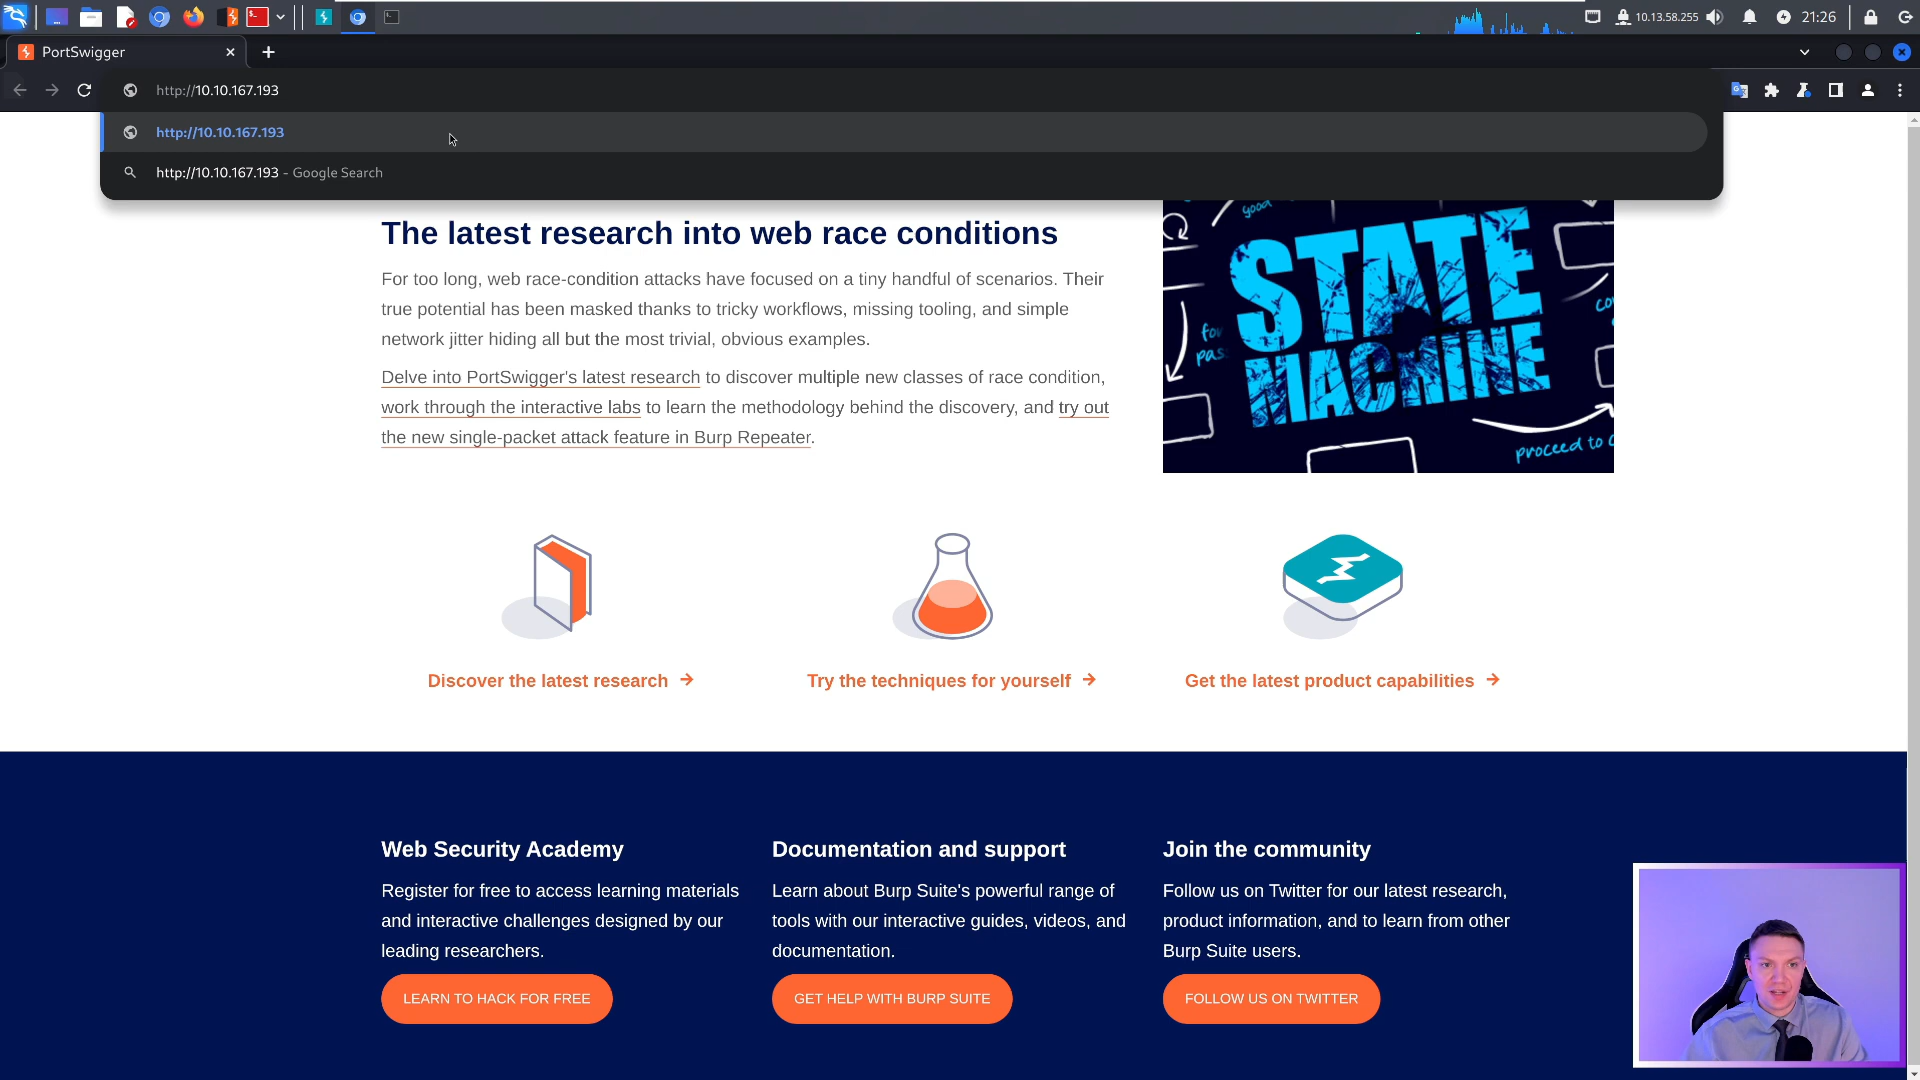 10.13.58.255
21:26
PortSwigger
http://10.10.167.193
http://10.10.167.193
http://10.10.167.193 - Google Search
The latest research into web race conditions
For too long, web race-condition attacks have focused on a tiny handful of scenarios. Their
true potential has been masked thanks to tricky workflows, missing tooling, and simple
network jitter hiding all but the most trivial, obvious examples.
Delve into PortSwigger's latest research to discover multiple new classes of race condition,
work through the interactive labs to learn the methodology behind the discovery, and try out
the new single-packet attack feature in Burp Repeater.
good
for
pass
STATE
MACHINE
proceed to c
Discover the latest research
Try the techniques for yourself
Get the latest product capabilities
Web Security Academy
Register for free to access learning materials
and interactive challenges designed by our
leading researchers.
LEARN TO HACK FOR FREE
Documentation and support
Learn about Burp Suite's powerful range of
tools with our interactive guides, videos, and
documentation.
GET HELP WITH BURP SUITE
Join the community
Follow us on Twitter for our latest research,
product information, and to learn from other
Burp Suite users.
FOLLOW US ON TWITTER